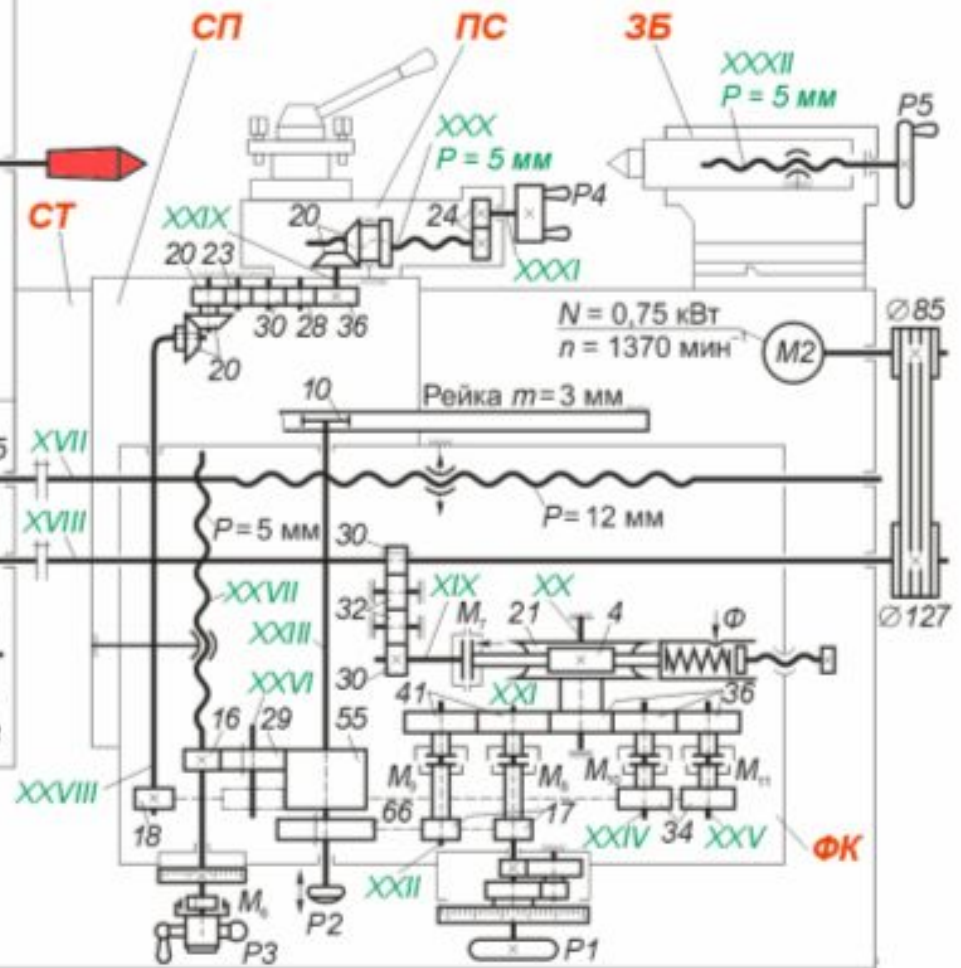 СП
ПС
ЗБ
XXXII
P = 5 мм
P5
XXX
P = 5 мм
СТ
XXIX
20
24
P4
XXXI
20 23
30 28 36
20
N = 0,75 кВт
n = 1370 мин⁻¹
M2
Ø85
10
Рейка m = 3 мм
XVII
P = 5 мм
P = 12 мм
XVIII
30
XXVII
32
XIX
XX
M₇
21
4
Ф
Ø127
XXIII
30
XXVI
41
XXI
36
16
29
55
M₉
M₈
M₁₀
M₁₁
XXVIII
18
66
17
XXIV
34
XXV
ФК
XXII
M₆
P2
P3
P1